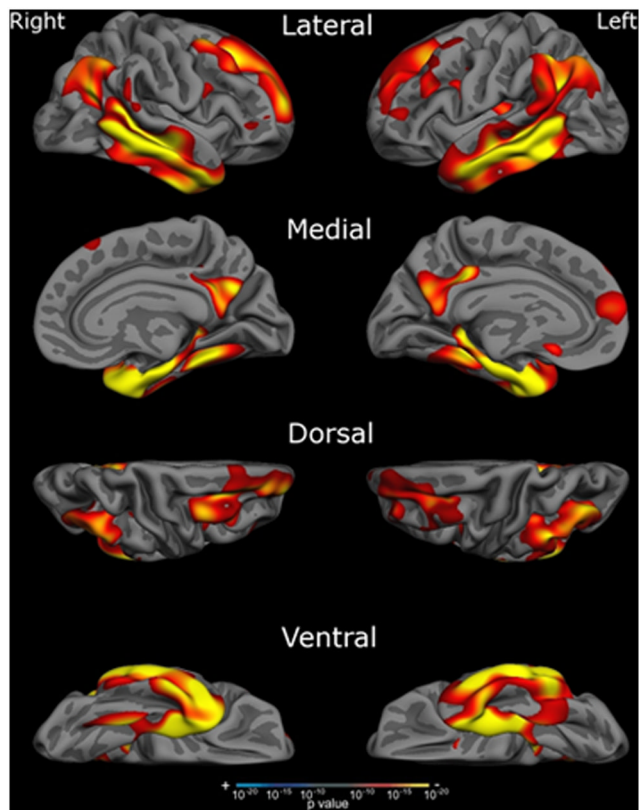 Right Lateral Left
Medial
Dorsal
Ventral
+ 10-20 10-15 10-10 10-10 10-15 10-20 -
p value